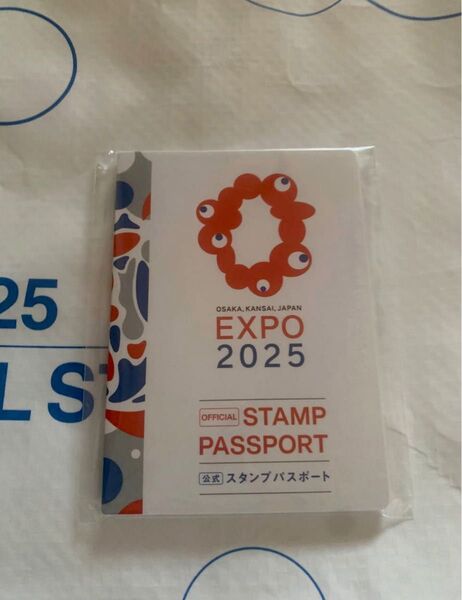 25
L ST
OSAKA, KANSAI, JAPAN
EXPO
2025
OFFICIAL STAMP
PASSPORT
公式 スタンプパスポート